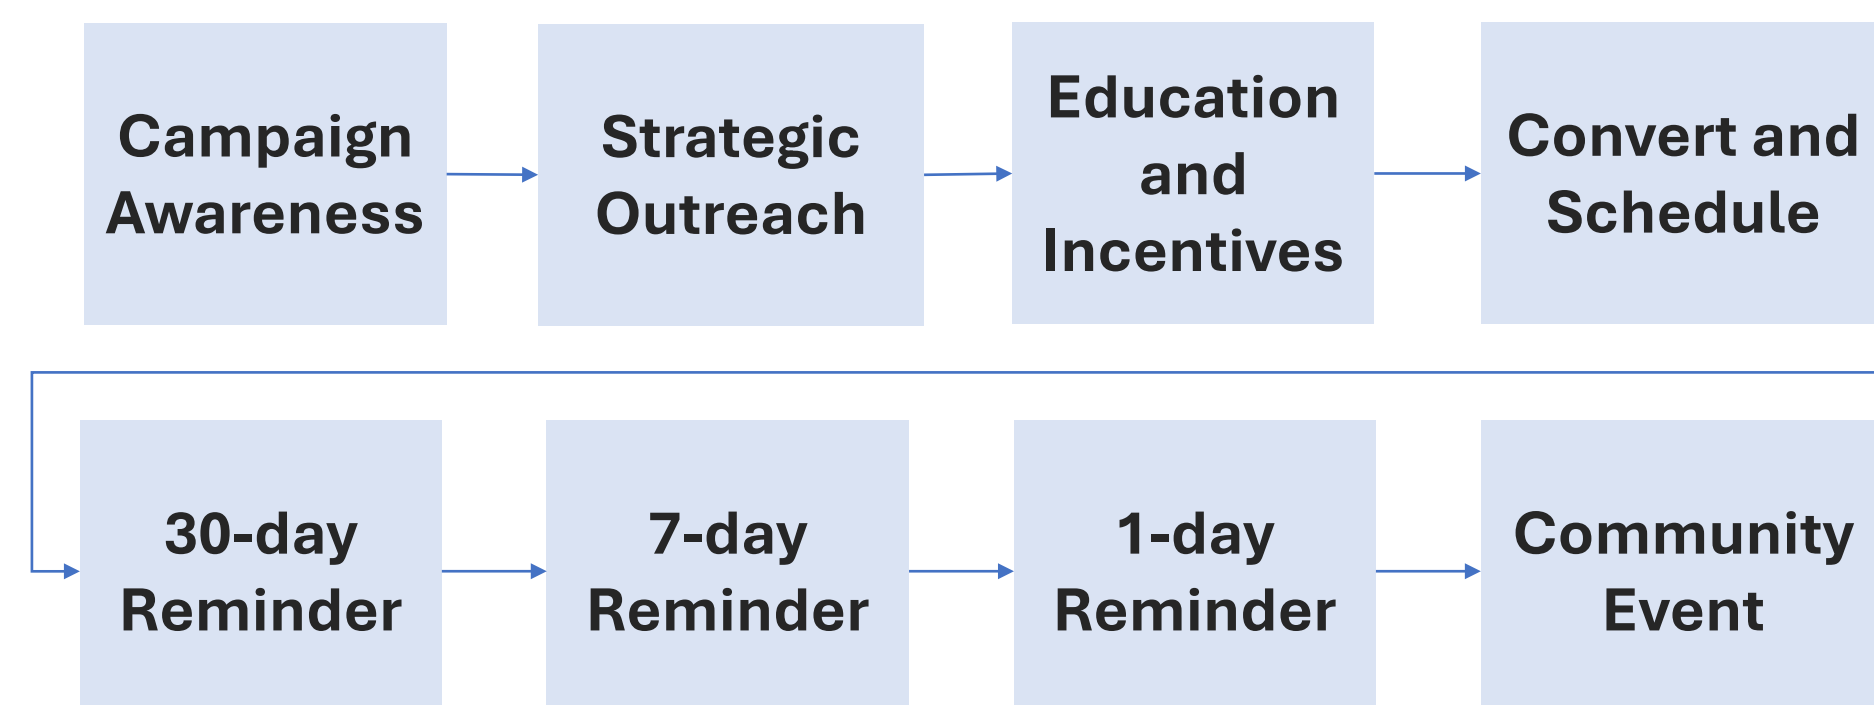 Campaign
Awareness
Strategic
Outreach
Education
and
Incentives
Convert and
Schedule
30-day
Reminder
7-day
Reminder
1-day
Reminder
Community
Event